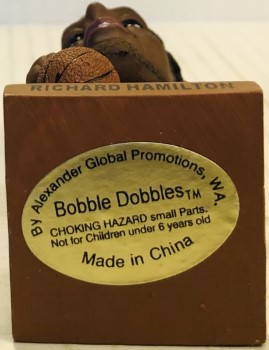 RICHARD HAMILTON
By Alexander Global Promotions, WA.
Bobble Dobbles™
CHOKING HAZARD small Parts.
Not for Children under 6 years old
Made in China